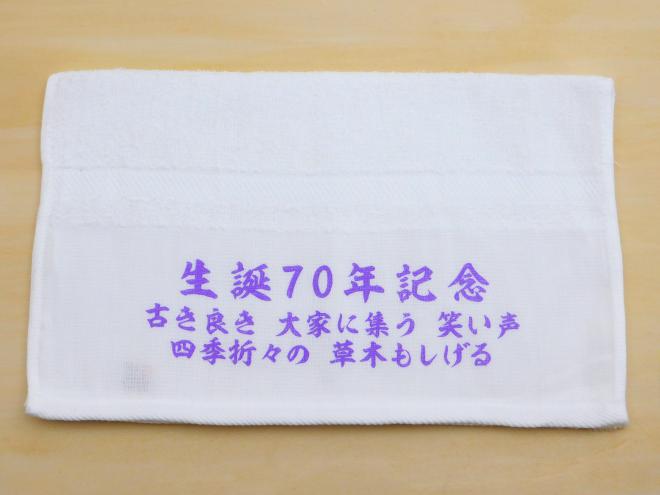 生誕70年記念
古き良き 大家に集う 笑い声
四季折々の 草木もしげる